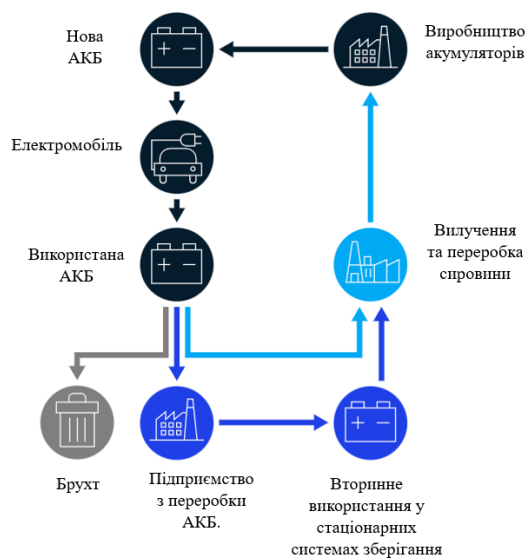 Нова
АКБ
Виробництво
акумуляторів
Електромобіль
Використана
АКБ
Вилучення
та переробка
сировини
Брухт
Підприємство
з переробки
АКБ.
Вторинне
використання у
стаціонарних
системах зберігання